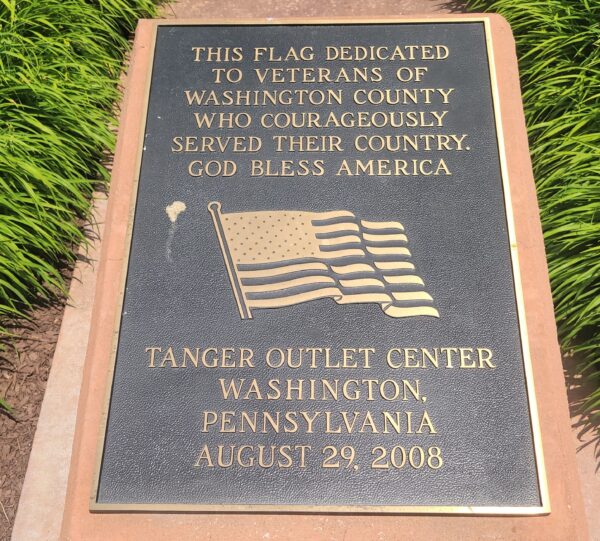 THIS FLAG DEDICATED
TO VETERANS OF
WASHINGTON COUNTY
WHO COURAGEOUSLY
SERVED THEIR COUNTRY.
GOD BLESS AMERICA
TANGER OUTLET CENTER
WASHINGTON,
PENNSYLVANIA
AUGUST 29, 2008